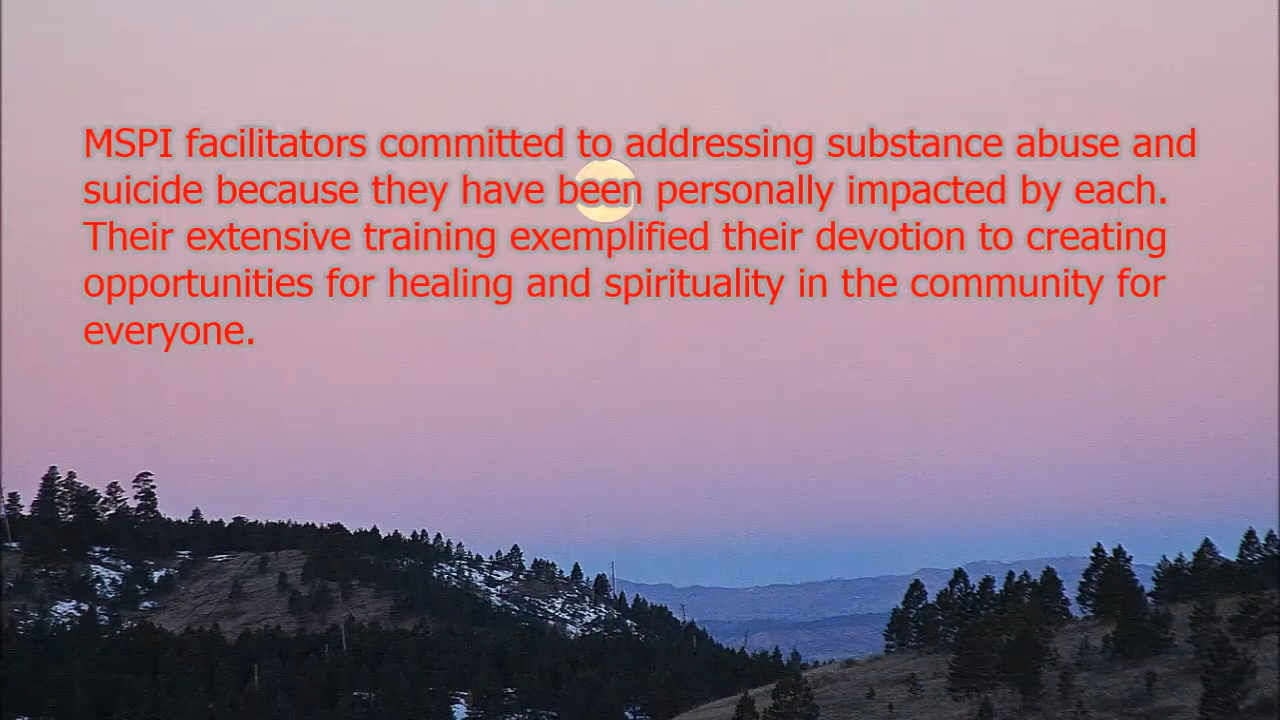 MSPI facilitators committed to addressing substance abuse and
suicide because they have been personally impacted by each.
Their extensive training exemplified their devotion to creating
opportunities for healing and spirituality in the community for
everyone.